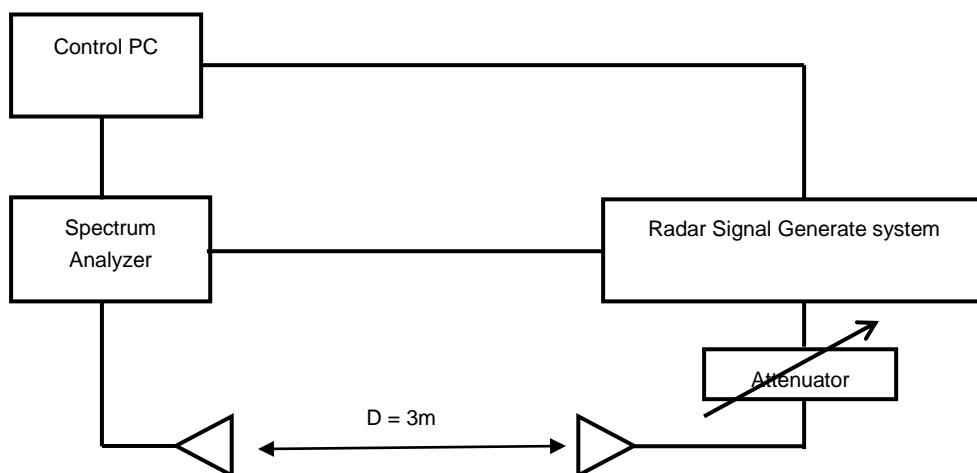 Control PC
Spectrum
Analyzer
Radar Signal Generate system
Attenuator
D = 3m